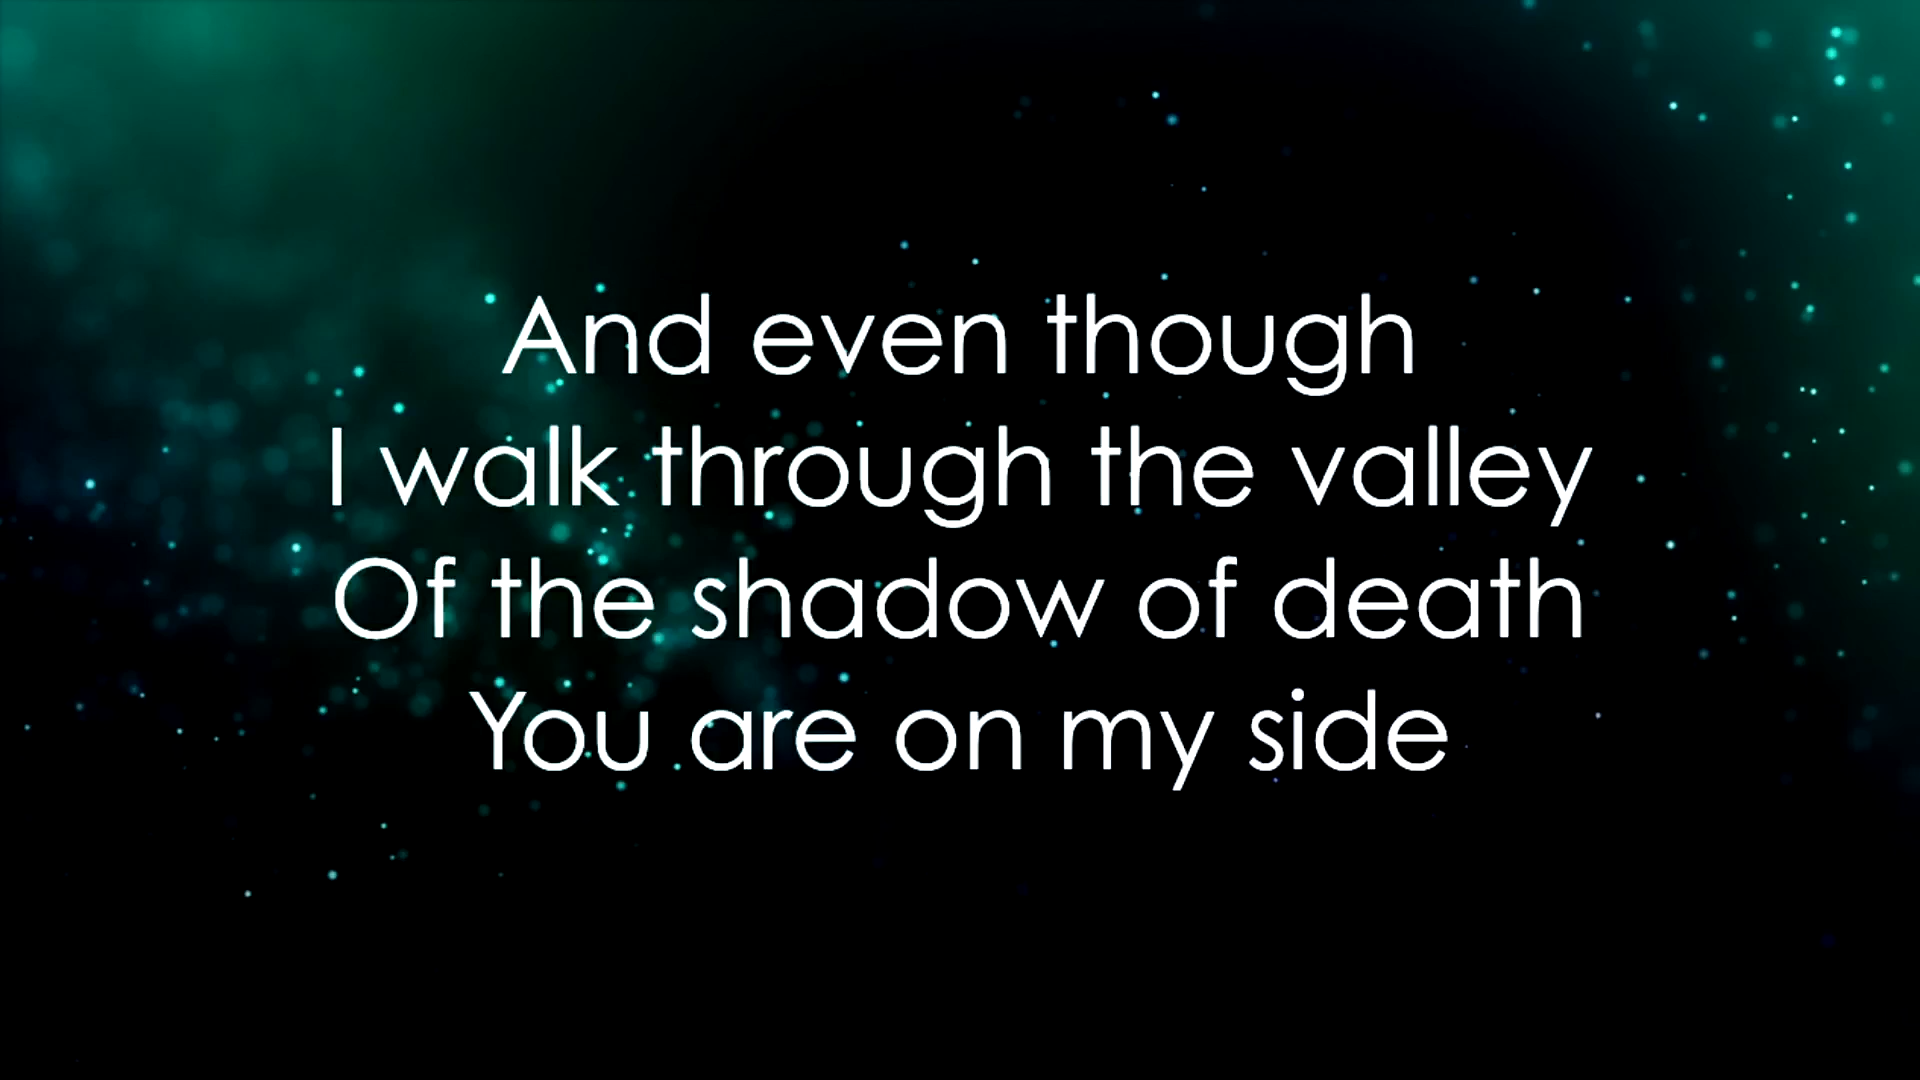 And even though
I walk through the valley
Of the shadow of death
You are on my side